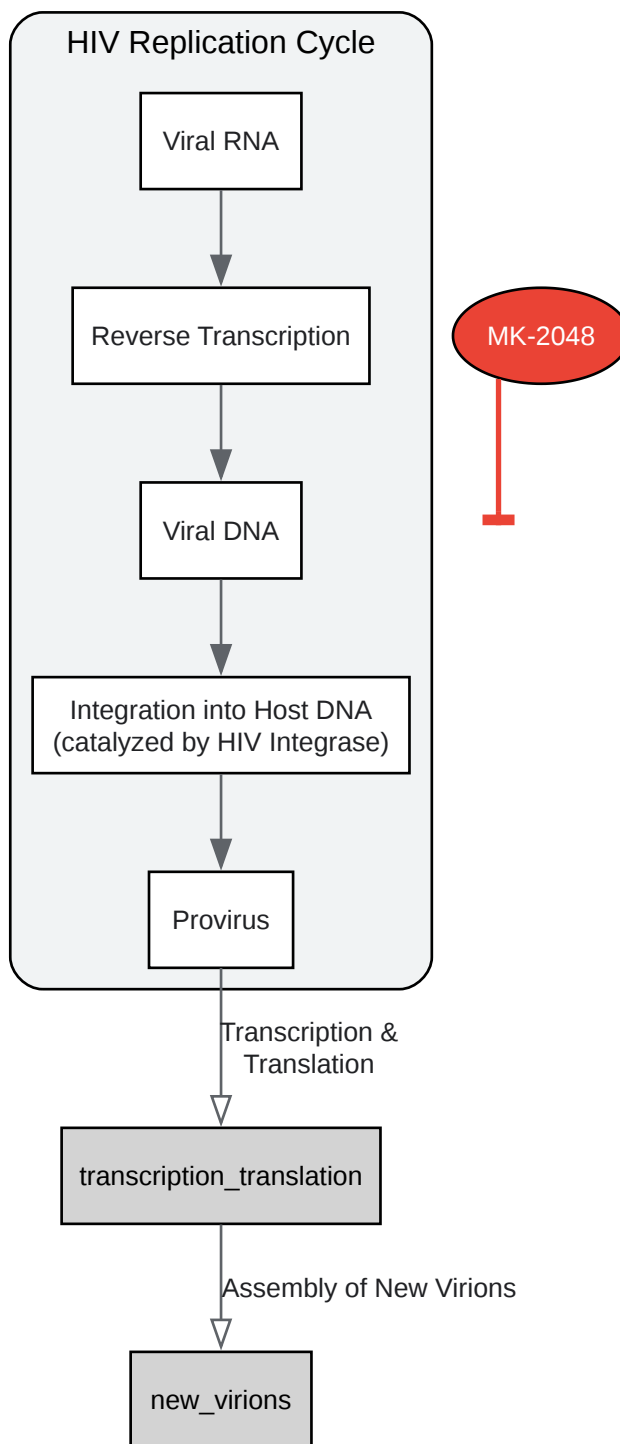 HIV Replication Cycle
Viral RNA
Reverse Transcription
MK-2048
Viral DNA
Integration into Host DNA
(catalyzed by HIV Integrase)
Provirus
Transcription &
Translation
transcription_translation
Assembly of New Virions
new_virions